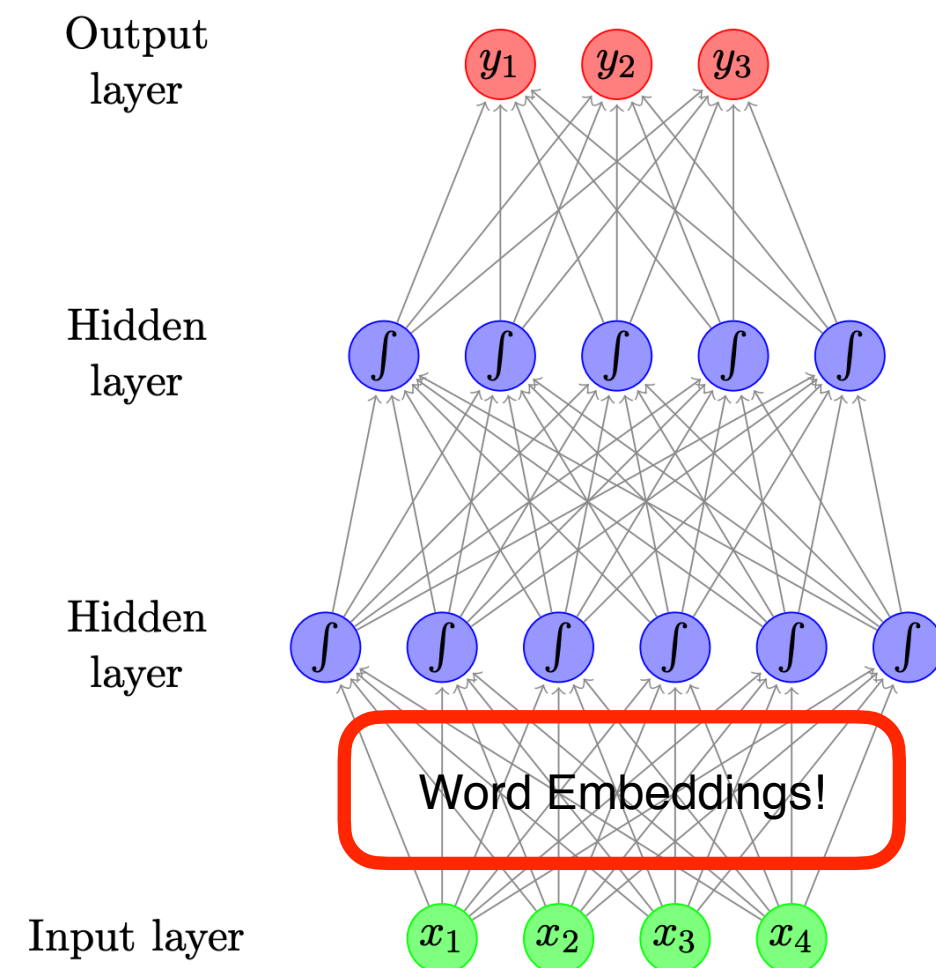 Output
layer
y₁ y₂ y₃
Hidden
layer
∫ ∫ ∫ ∫ ∫
Hidden
layer
∫ ∫ ∫ ∫ ∫ ∫
Word Embeddings!
Input layer
x₁ x₂ x₃ x₄